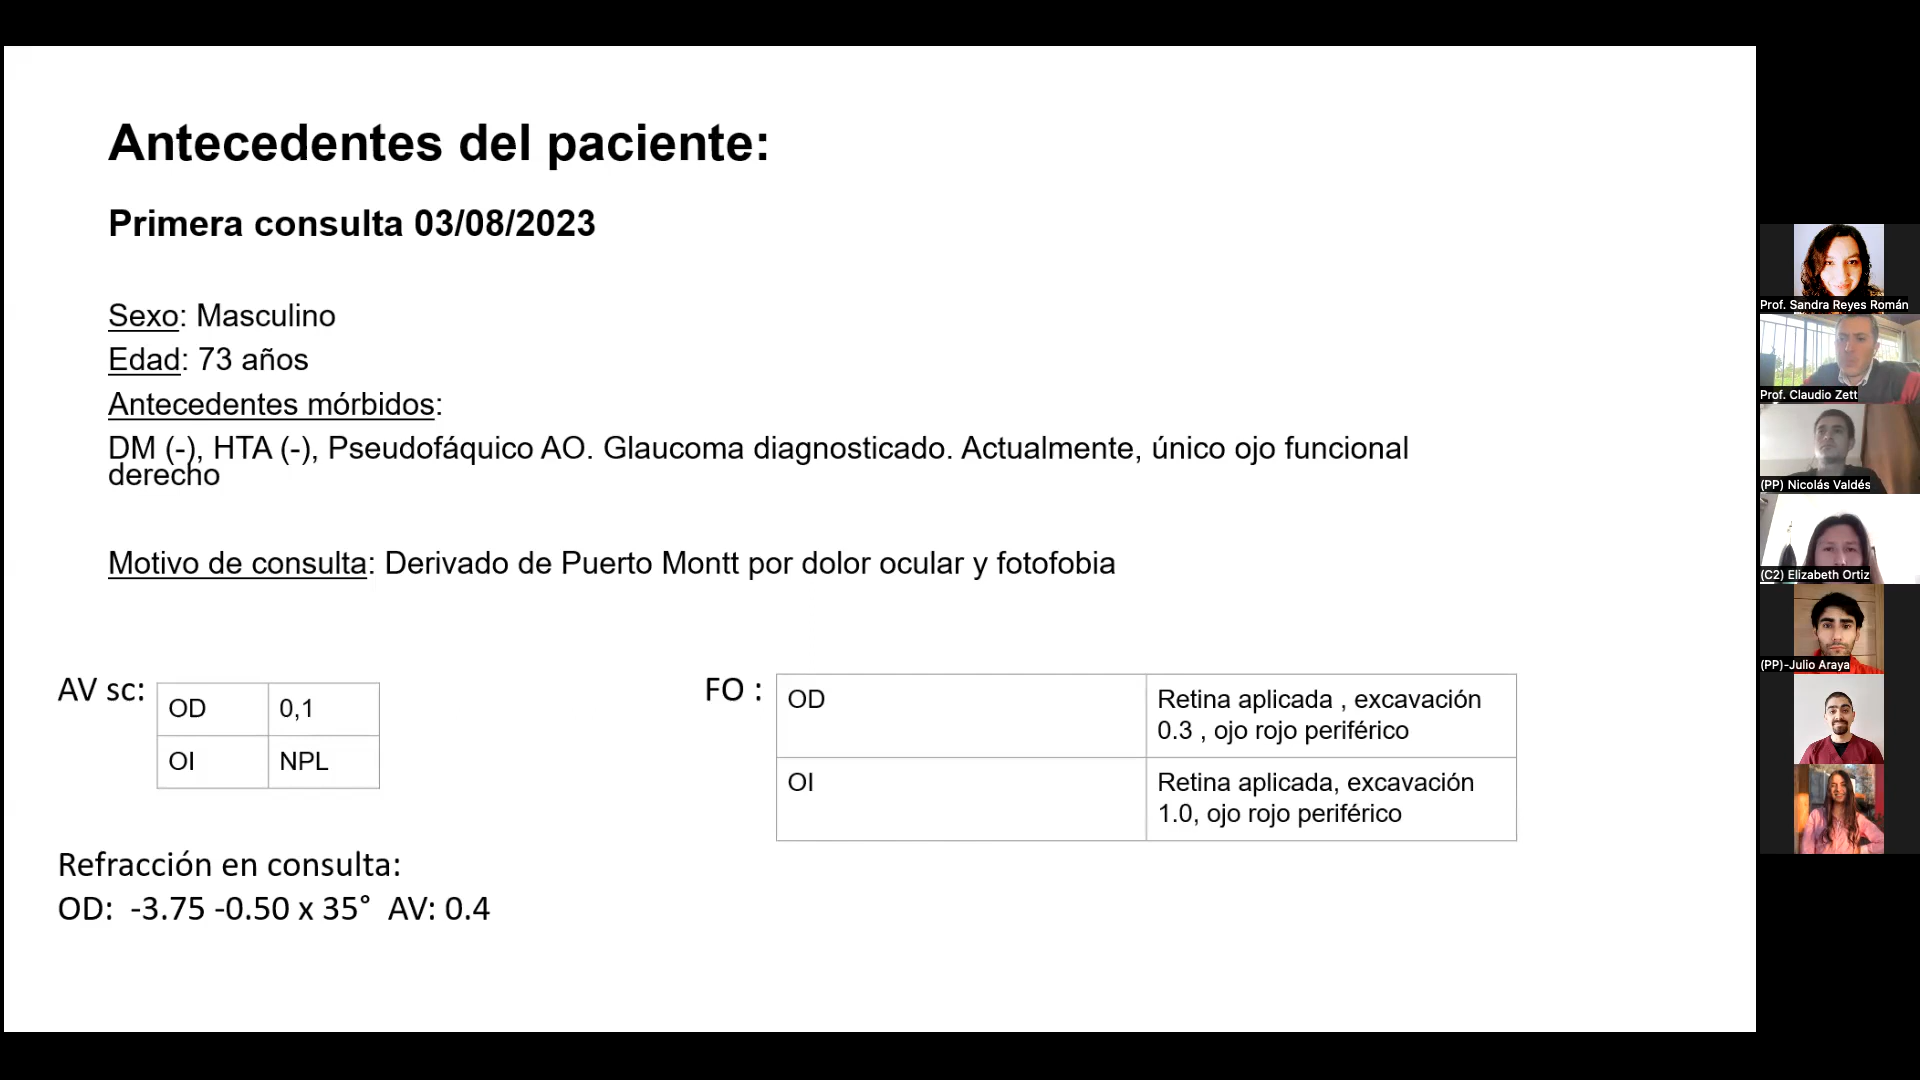 Antecedentes del paciente:
Primera consulta 03/08/2023
Sexo: Masculino
Edad: 73 años
Antecedentes mórbidos:
DM (-), HTA (-), Pseudofáquico AO. Glaucoma diagnosticado. Actualmente, único ojo funcional
derecho
Motivo de consulta: Derivado de Puerto Montt por dolor ocular y fotofobia
AV sc:
OD 0,1
OI NPL
FO :
OD Retina aplicada , excavación
0.3 , ojo rojo periférico
OI Retina aplicada, excavación
1.0, ojo rojo periférico
Refracción en consulta:
OD: -3.75 -0.50 x 35° AV: 0.4
Prof. Sandra Reyes Román
Prof. Claudio Zett
(PP) Nicolás Valdés
(C2) Elizabeth Ortiz
(PP)-Julio Araya